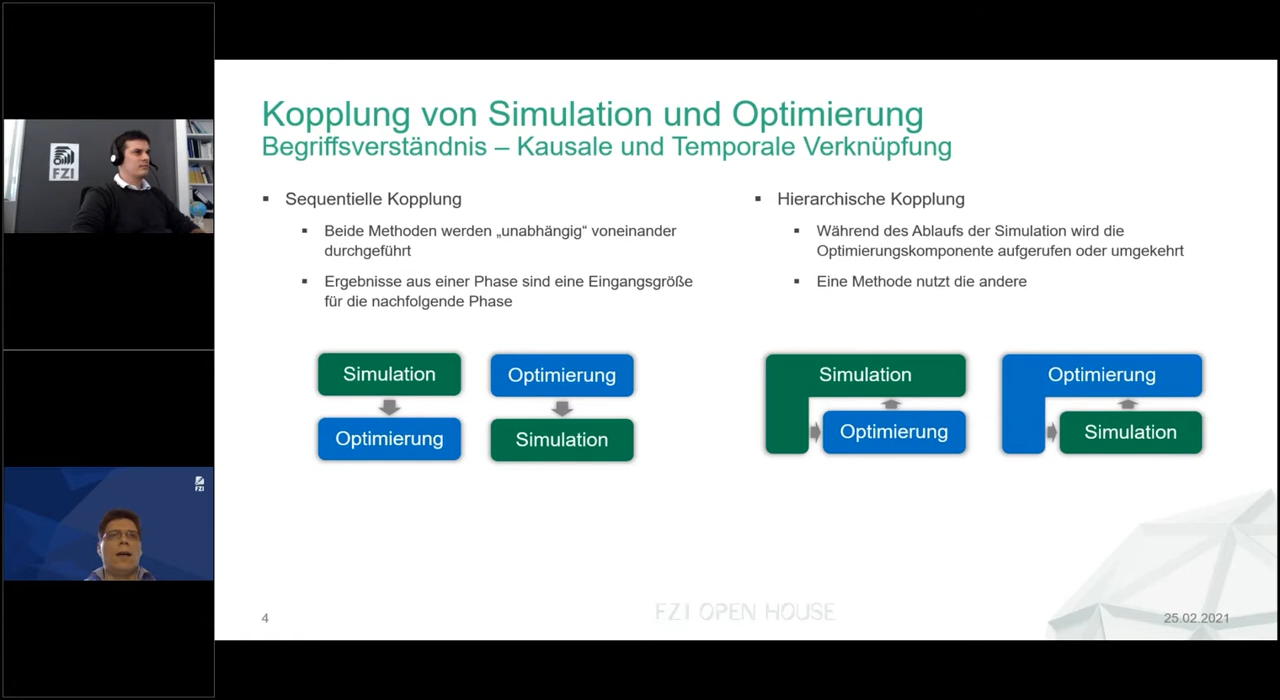 FZI
FZI
Kopplung von Simulation und Optimierung
Begriffsverständnis – Kausale und Temporale Verknüpfung
Sequentielle Kopplung
Beide Methoden werden „unabhängig“ voneinander
durchgeführt
Ergebnisse aus einer Phase sind eine Eingangsgröße
für die nachfolgende Phase
Simulation
Optimierung
Optimierung
Simulation
Hierarchische Kopplung
Während des Ablaufs der Simulation wird die
Optimierungskomponente aufgerufen oder umgekehrt
Eine Methode nutzt die andere
Simulation
Optimierung
Optimierung
Simulation
4
FZI OPEN HOUSE
25.02.2021